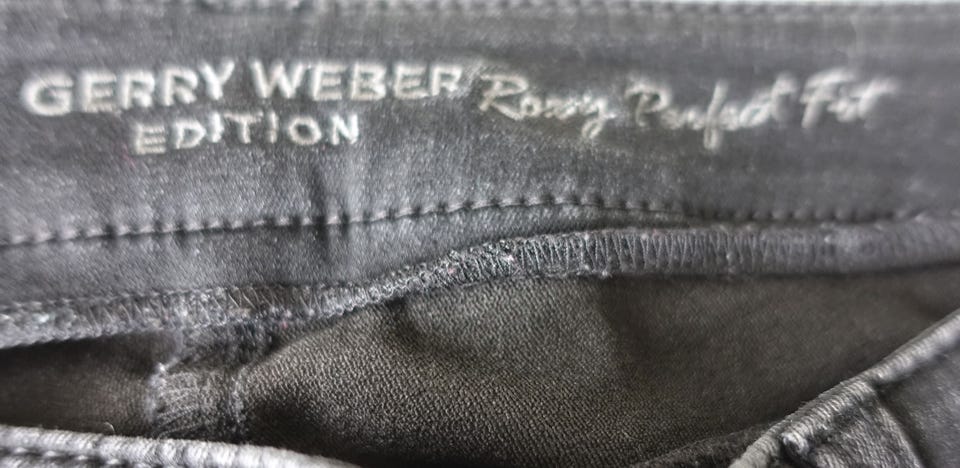 GERRY WEBER Roxy Perfect Fit
EDITION